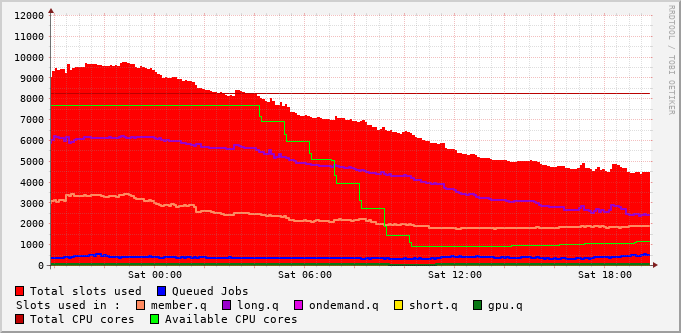 12000
11000
10000
9000
8000
7000
6000
5000
4000
3000
2000
1000
0
Sat 00:00 Sat 06:00 Sat 12:00 Sat 18:00
RRDTOOL / TOBI OETIKER
Total slots used Queued Jobs
Slots used in : member.q long.q ondemand.q short.q gpu.q
Total CPU cores Available CPU cores